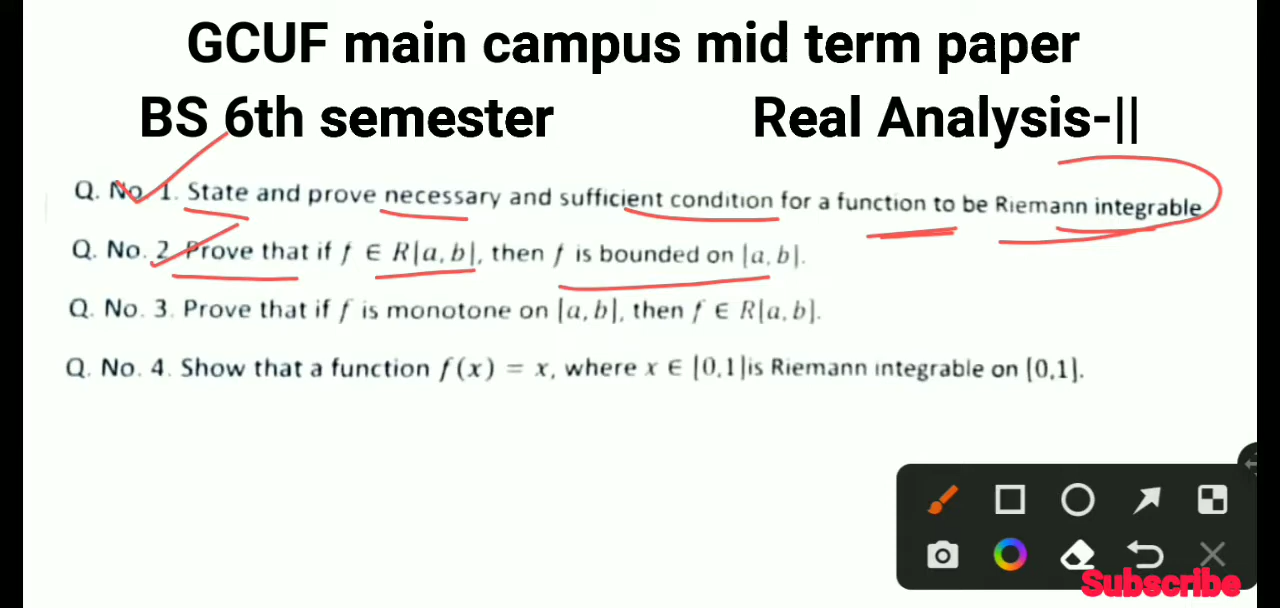 GCUF main campus mid term paper
BS 6th semester Real Analysis-||
Q. No. 1. State and prove necessary and sufficient condition for a function to be Riemann integrable
Q. No. 2. Prove that if f ∈ R[a, b], then f is bounded on [a, b].
Q. No. 3. Prove that if f is monotone on [a, b], then f ∈ R[a, b].
Q. No. 4. Show that a function f(x) = x, where x ∈ [0,1]is Riemann integrable on [0,1].
Subscribe